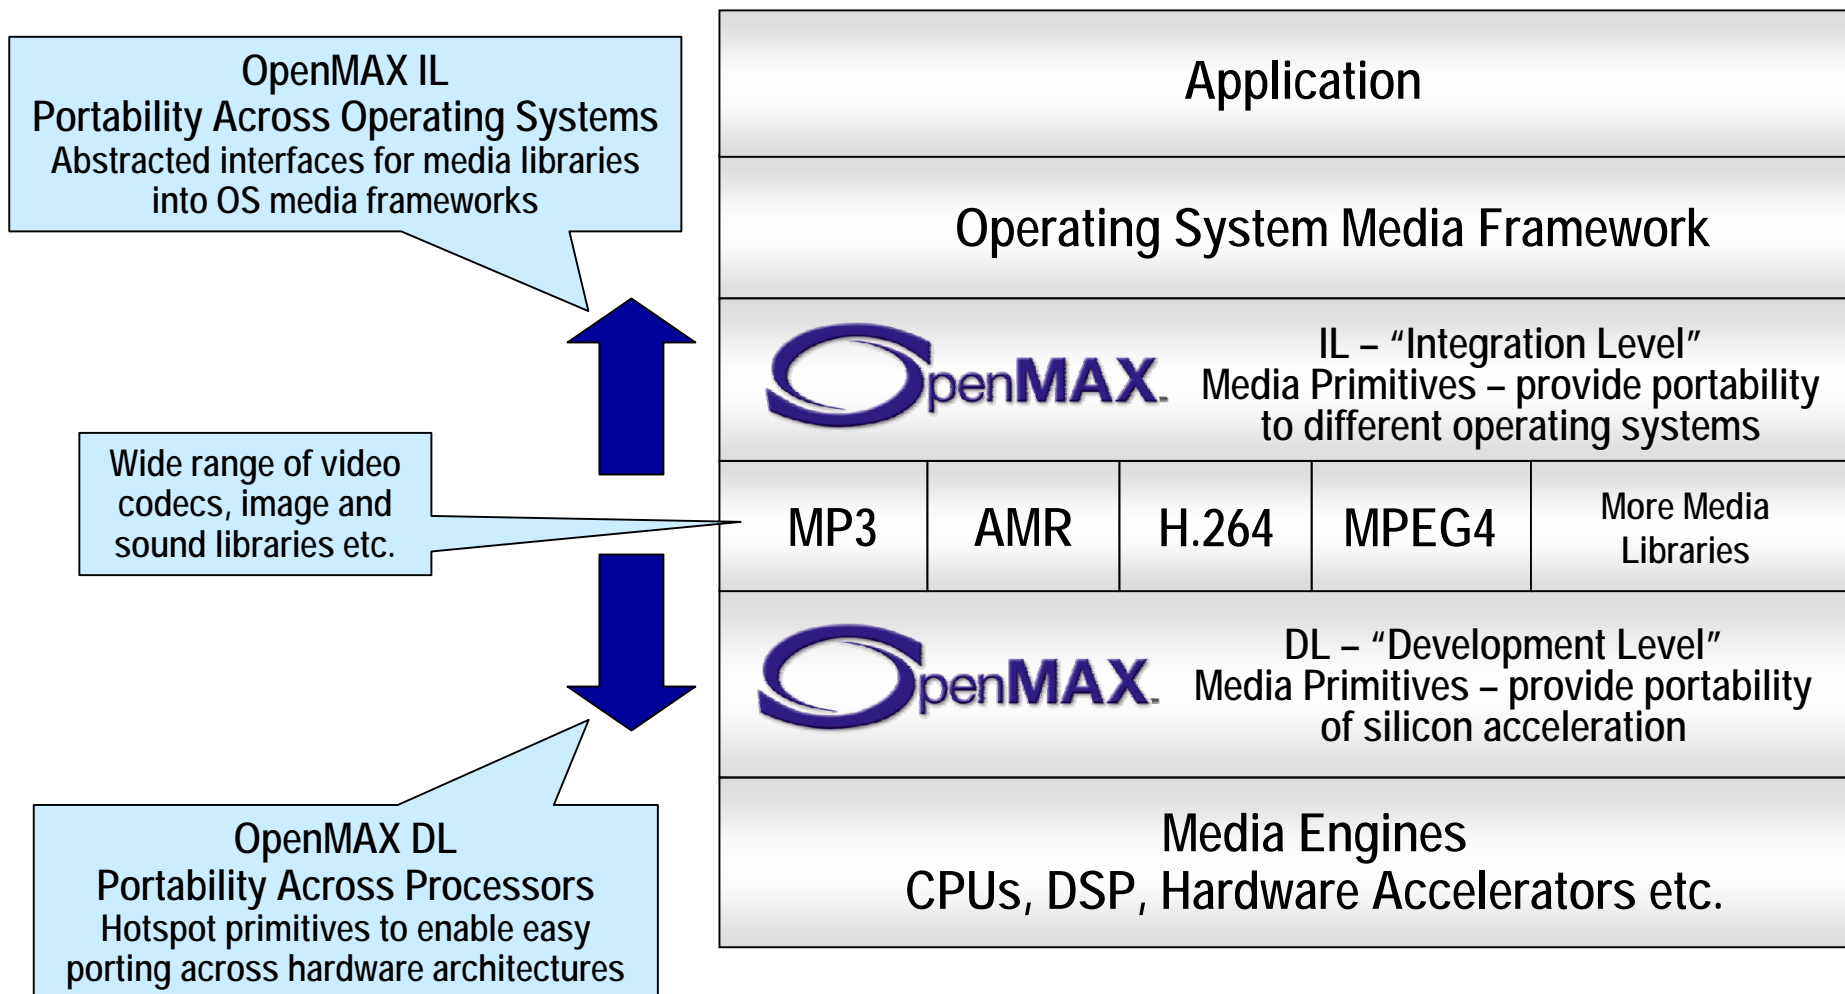 OpenMAX IL
Portability Across Operating Systems
Abstracted interfaces for media libraries
into OS media frameworks
Wide range of video
codecs, image and
sound libraries etc.
OpenMAX DL
Portability Across Processors
Hotspot primitives to enable easy
porting across hardware architectures
Application
Operating System Media Framework
OpenMAX™
IL – “Integration Level”
Media Primitives – provide portability
to different operating systems
MP3
AMR
H.264
MPEG4
More Media
Libraries
OpenMAX™
DL – “Development Level”
Media Primitives – provide portability
of silicon acceleration
Media Engines
CPUs, DSP, Hardware Accelerators etc.